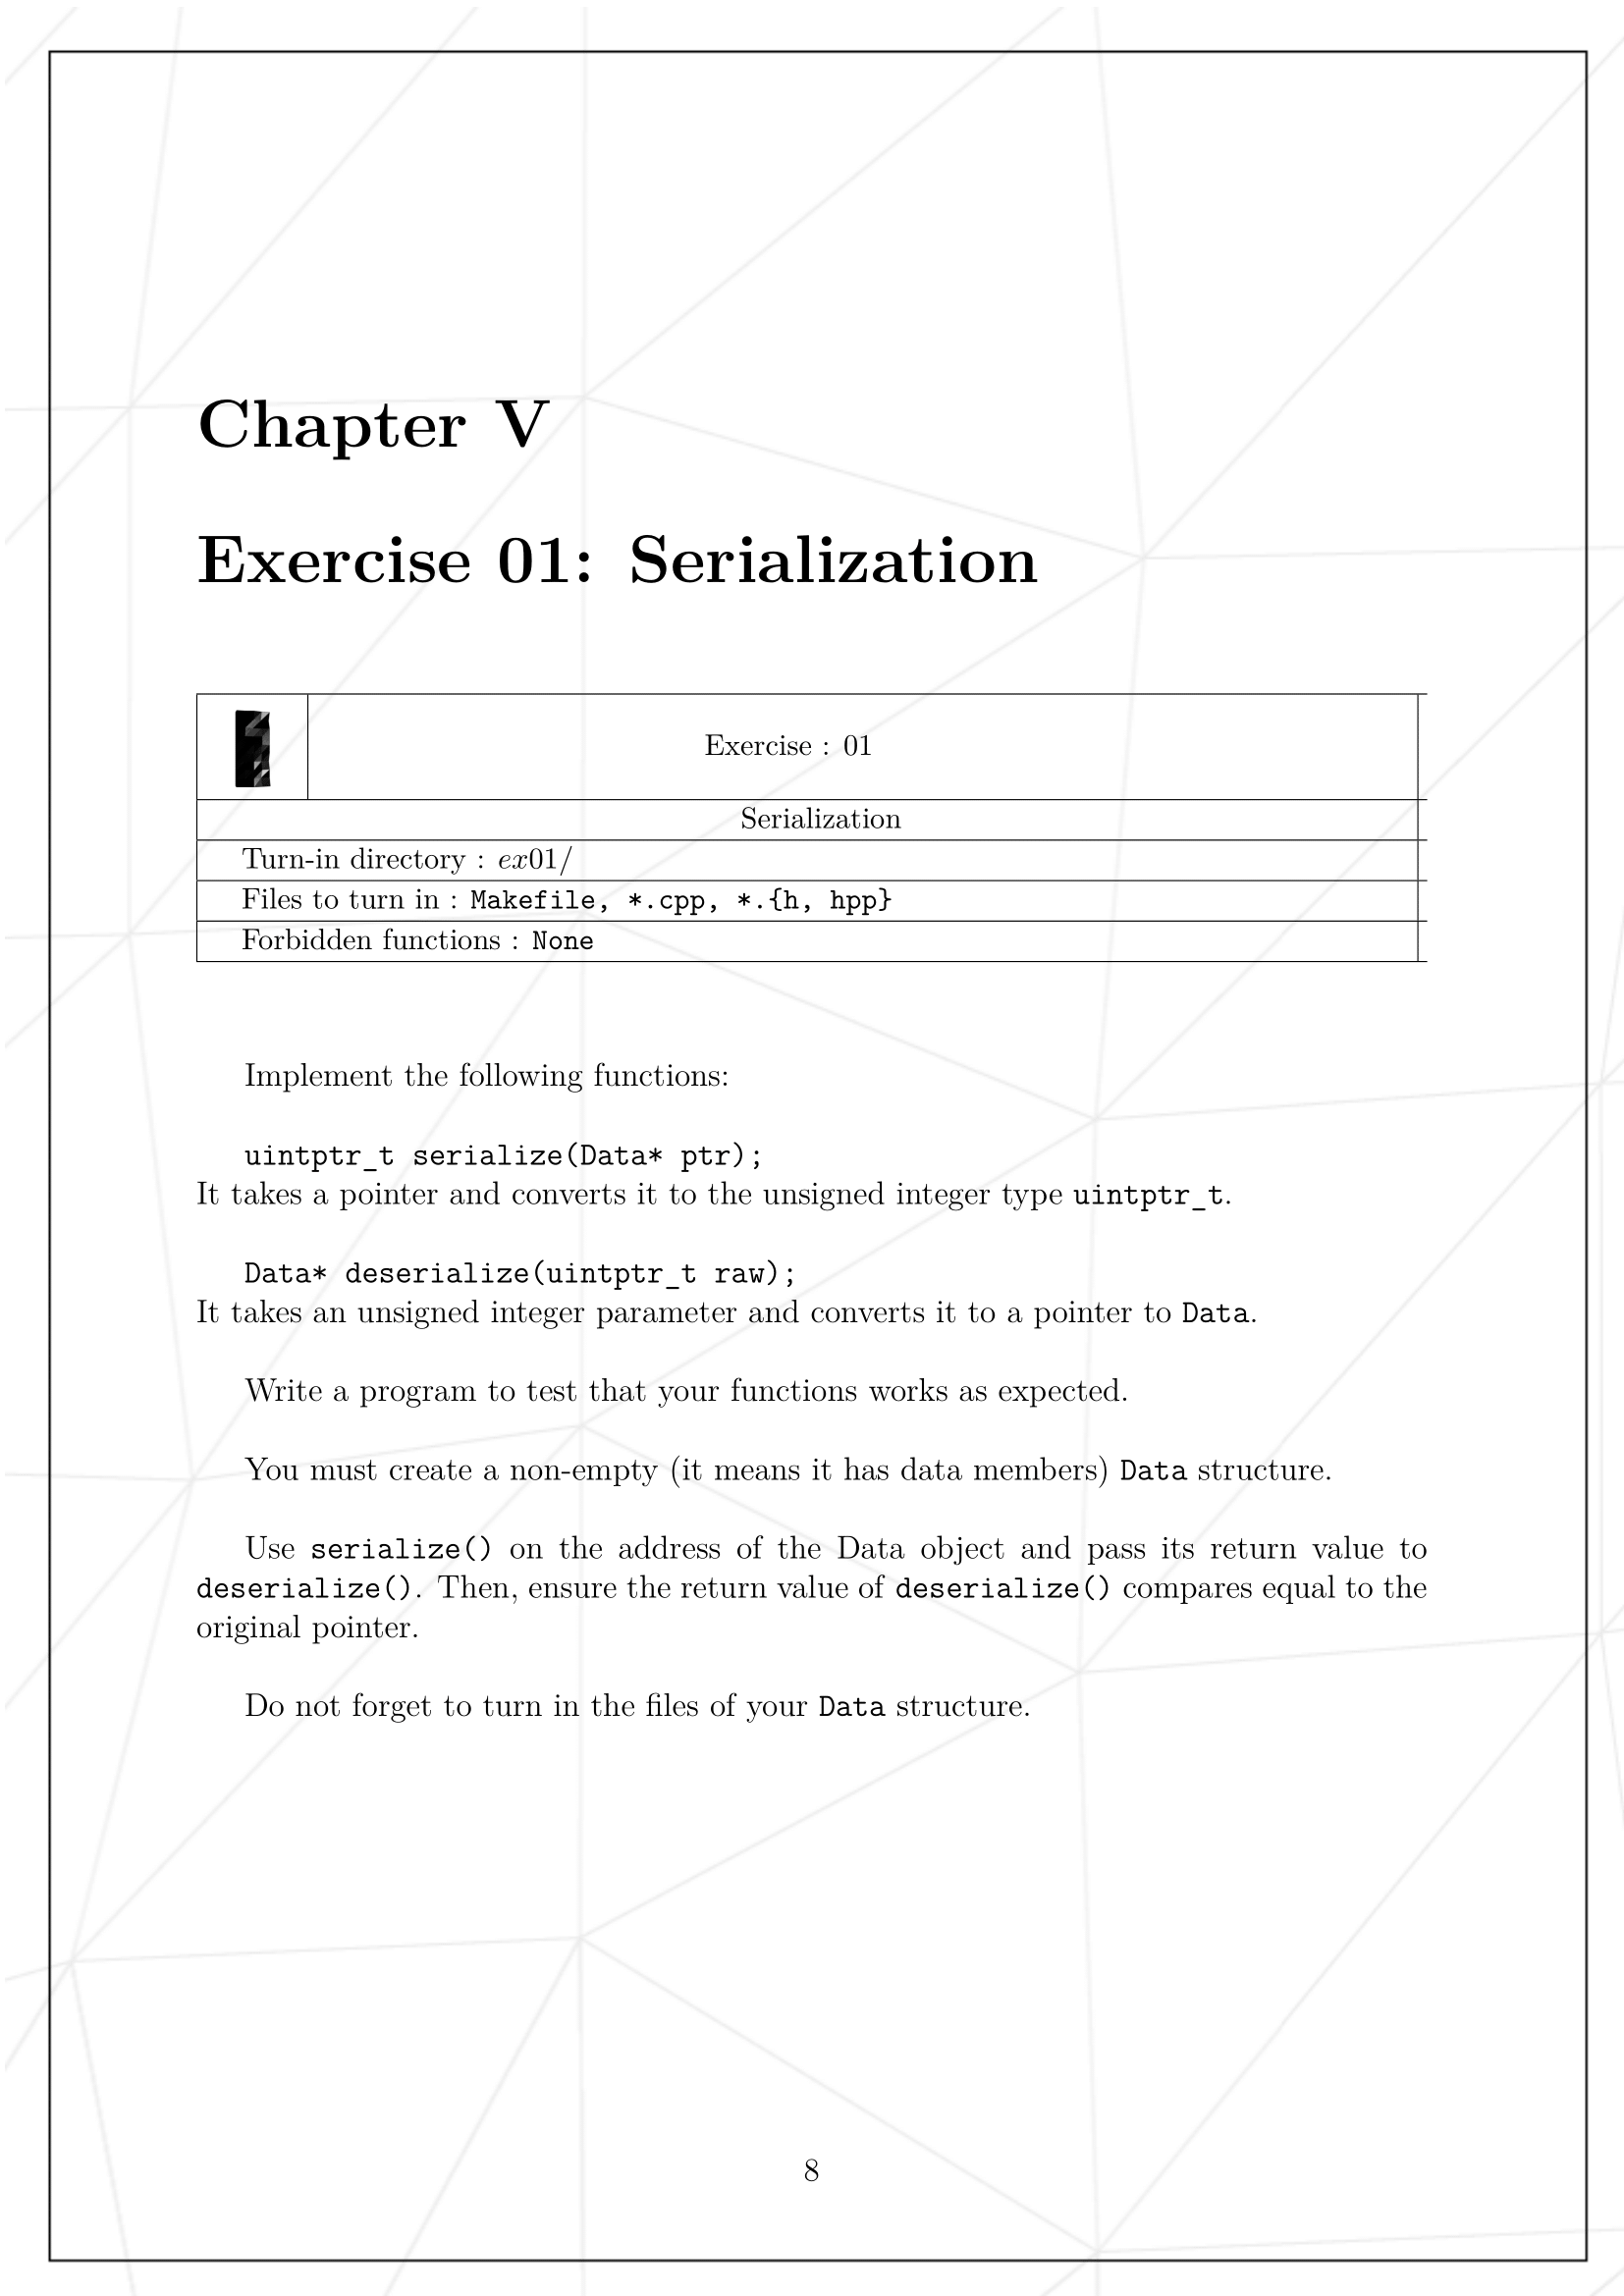 Chapter V
Exercise 01: Serialization
Exercise : 01
Serialization
Turn-in directory : ex01/
Files to turn in : Makefile, *.cpp, *.{h, hpp}
Forbidden functions : None
Implement the following functions:
uintptr_t serialize(Data* ptr);
It takes a pointer and converts it to the unsigned integer type uintptr_t.
Data* deserialize(uintptr_t raw);
It takes an unsigned integer parameter and converts it to a pointer to Data.
Write a program to test that your functions works as expected.
You must create a non-empty (it means it has data members) Data structure.
Use serialize() on the address of the Data object and pass its return value to
deserialize(). Then, ensure the return value of deserialize() compares equal to the
original pointer.
Do not forget to turn in the files of your Data structure.
8